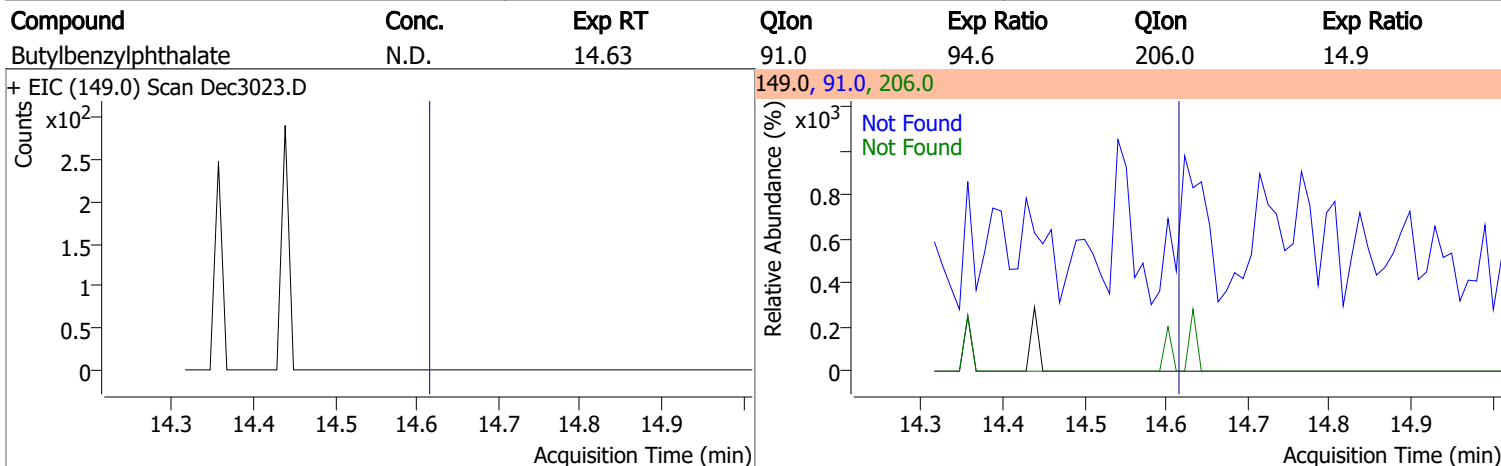 Compound Conc. Exp RT QIon Exp Ratio QIon Exp Ratio
Butylbenzylphthalate N.D. 14.63 91.0 94.6 206.0 14.9
+ EIC (149.0) Scan Dec3023.D
Counts
x10²
2.5
2
1.5
1
0.5
0
14.3 14.4 14.5 14.6 14.7 14.8 14.9
Acquisition Time (min)
149.0, 91.0, 206.0
Relative Abundance (%)
x10³
Not Found
Not Found
0.8
0.6
0.4
0.2
0
14.3 14.4 14.5 14.6 14.7 14.8 14.9
Acquisition Time (min)